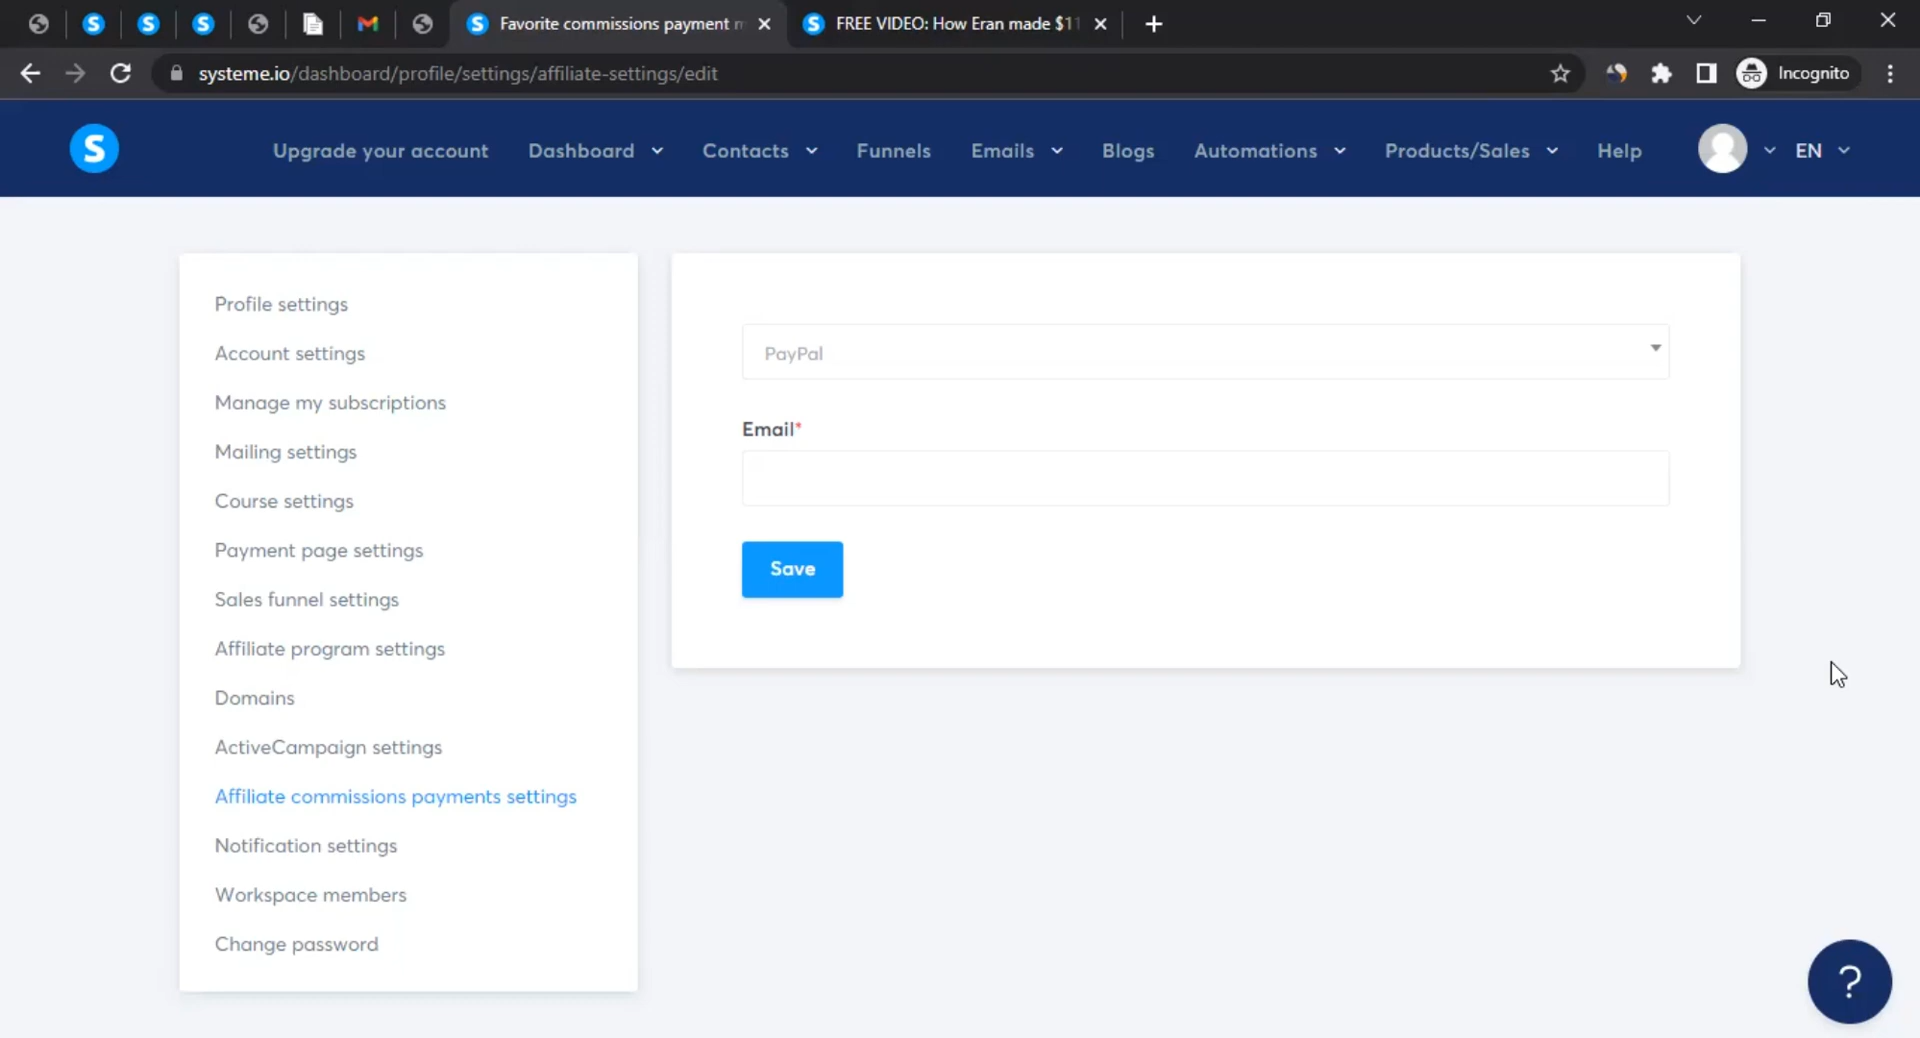 Favorite commissions payment
FREE VIDEO: How Eran made $11
systeme.io/dashboard/profile/settings/affiliate-settings/edit
Incognito
S
Upgrade your account
Dashboard
Contacts
Funnels
Emails
Blogs
Automations
Products/Sales
Help
EN
Profile settings
Account settings
Manage my subscriptions
Mailing settings
Course settings
Payment page settings
Sales funnel settings
Affiliate program settings
Domains
ActiveCampaign settings
Affiliate commissions payments settings
Notification settings
Workspace members
Change password
PayPal
Email*
Save
?